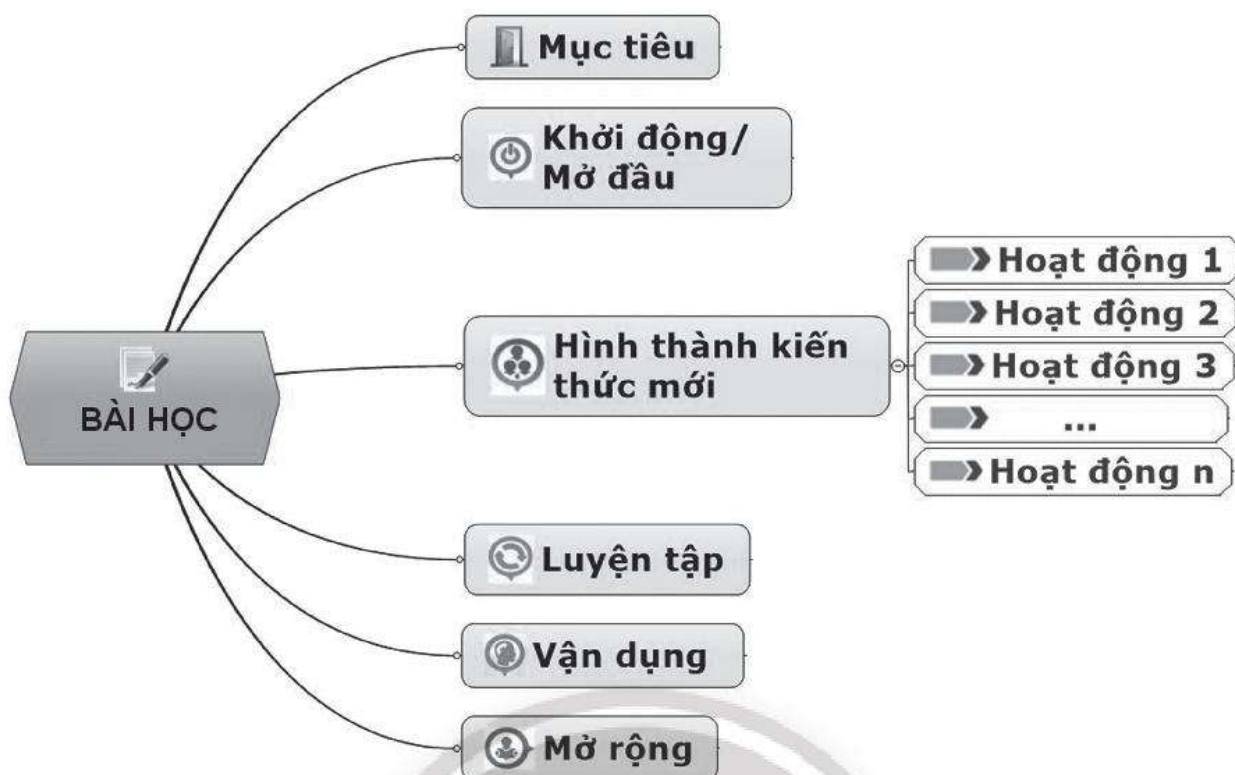 Mục tiêu
Khởi động/
Mở đầu
Hình thành kiến
thức mới
Hoạt động 1
Hoạt động 2
Hoạt động 3
...
Hoạt động n
BÀI HỌC
Luyện tập
Vận dụng
Mở rộng